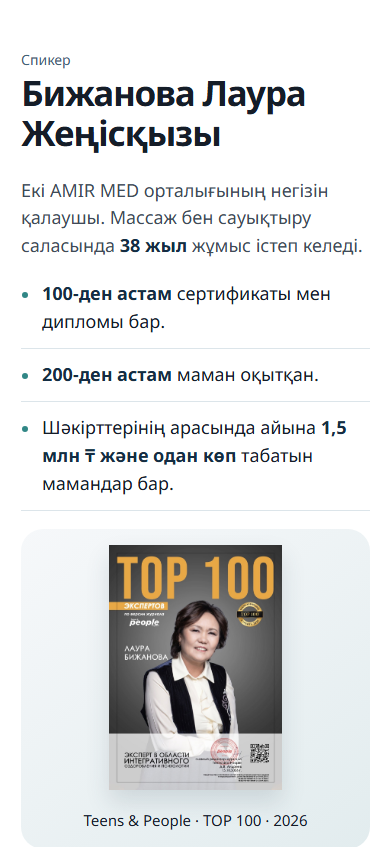 Спикер
Бижанова Лаура
Жеңісқызы
Екі AMIR MED орталығының негізін
қалаушы. Массаж бен сауықтыру
саласында 38 жыл жұмыс істеп келеді.
100-ден астам сертификаты мен
дипломы бар.
200-ден астам маман оқытқан.
Шәкірттерінің арасында айына 1,5
млн ₸ және одан көп табатын
мамандар бар.
TOP 100
ЭКСПЕРТОВ
по версии журнала
people
ЛАУРА
БИЖАНОВА
ЭКСПЕРТ В ОБЛАСТИ
ИНТЕГРАТИВНОГО
Teens & People · TOP 100 · 2026